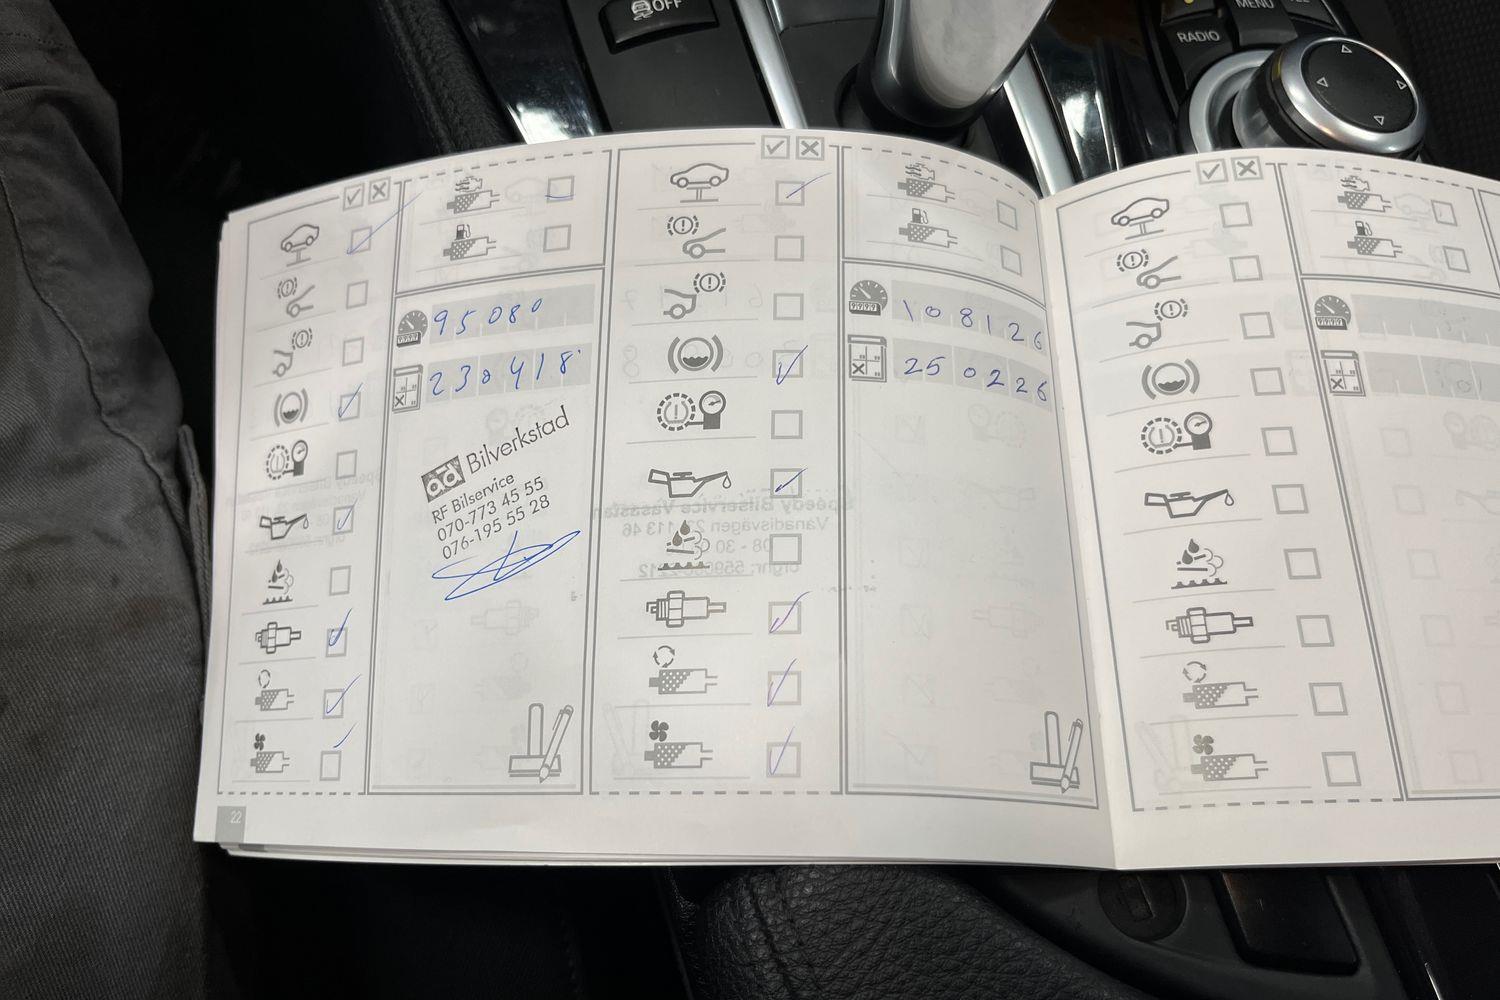 OFF
MENU
RADIO
95080
230418
ad Bilverkstad
RF Bilservice
070-773 45 55
076-195 55 28
108126
250226
22